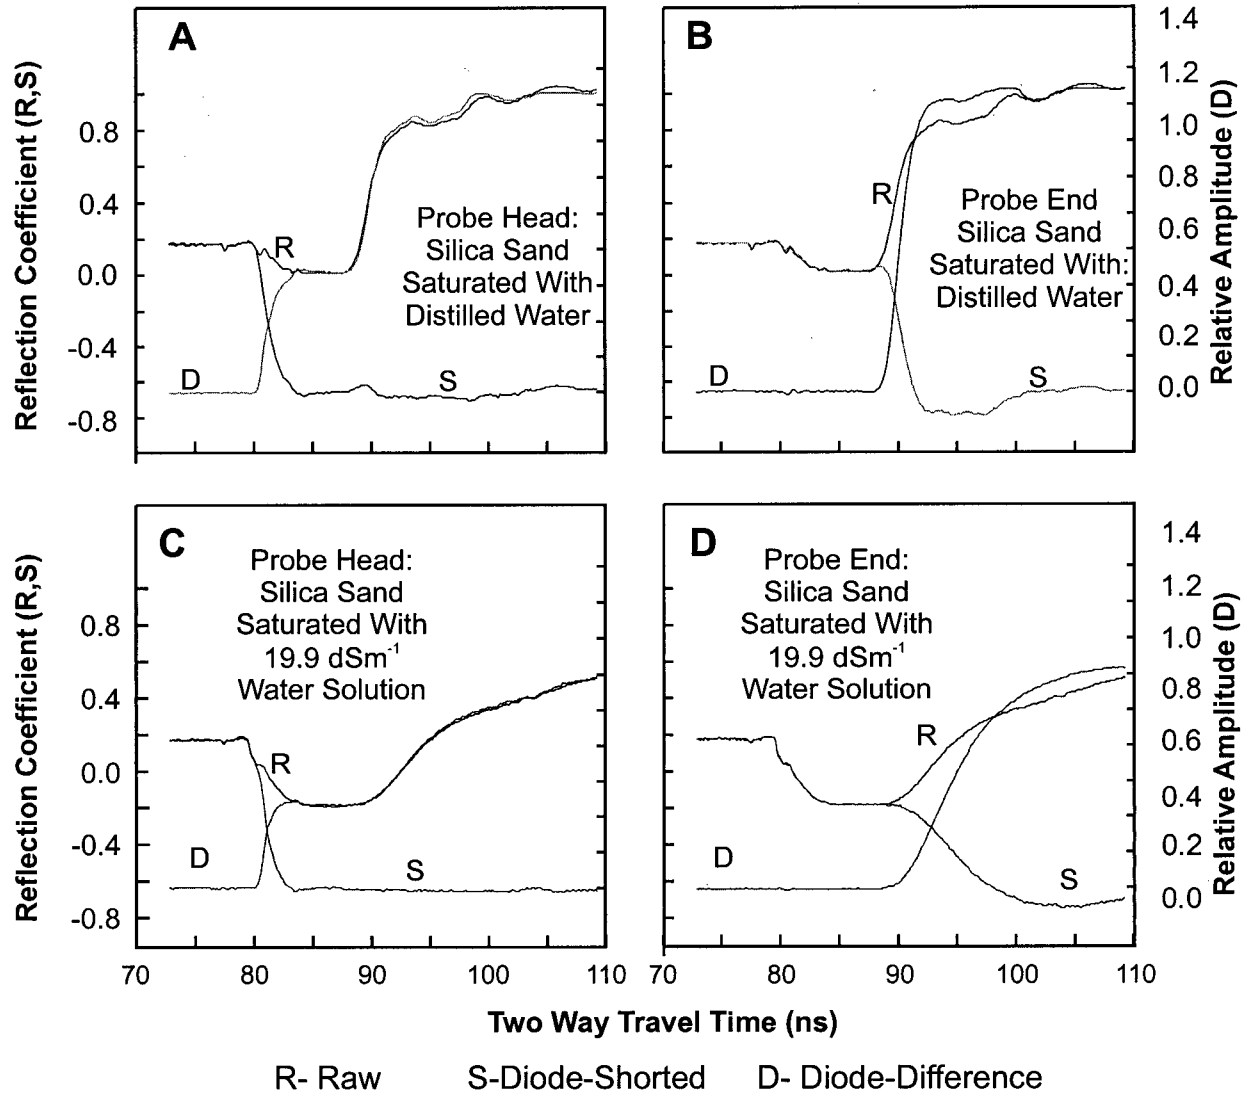 A
B
1.4
1.2
1.0
0.8
0.6
0.4
0.2
0.0
Relative Amplitude (D)
Reflection Coefficient (R,S)
0.8
0.4
0.0
-0.4
-0.8
R
Probe Head:
Silica Sand
Saturated With
Distilled Water
D
S
R
Probe End
Silica Sand
Saturated With:
Distilled Water
D
S
C
Probe Head:
Silica Sand
Saturated With
19.9 dSm-1
Water Solution
D
Probe End:
Silica Sand
Saturated With
19.9 dSm-1
Water Solution
1.4
1.2
1.0
0.8
0.6
0.4
0.2
0.0
Relative Amplitude (D)
Reflection Coefficient (R,S)
0.8
0.4
0.0
-0.4
-0.8
R
D
S
R
D
S
70 80 90 100 110
70 80 90 100 110
Two Way Travel Time (ns)
R- Raw S-Diode-Shorted D- Diode-Difference